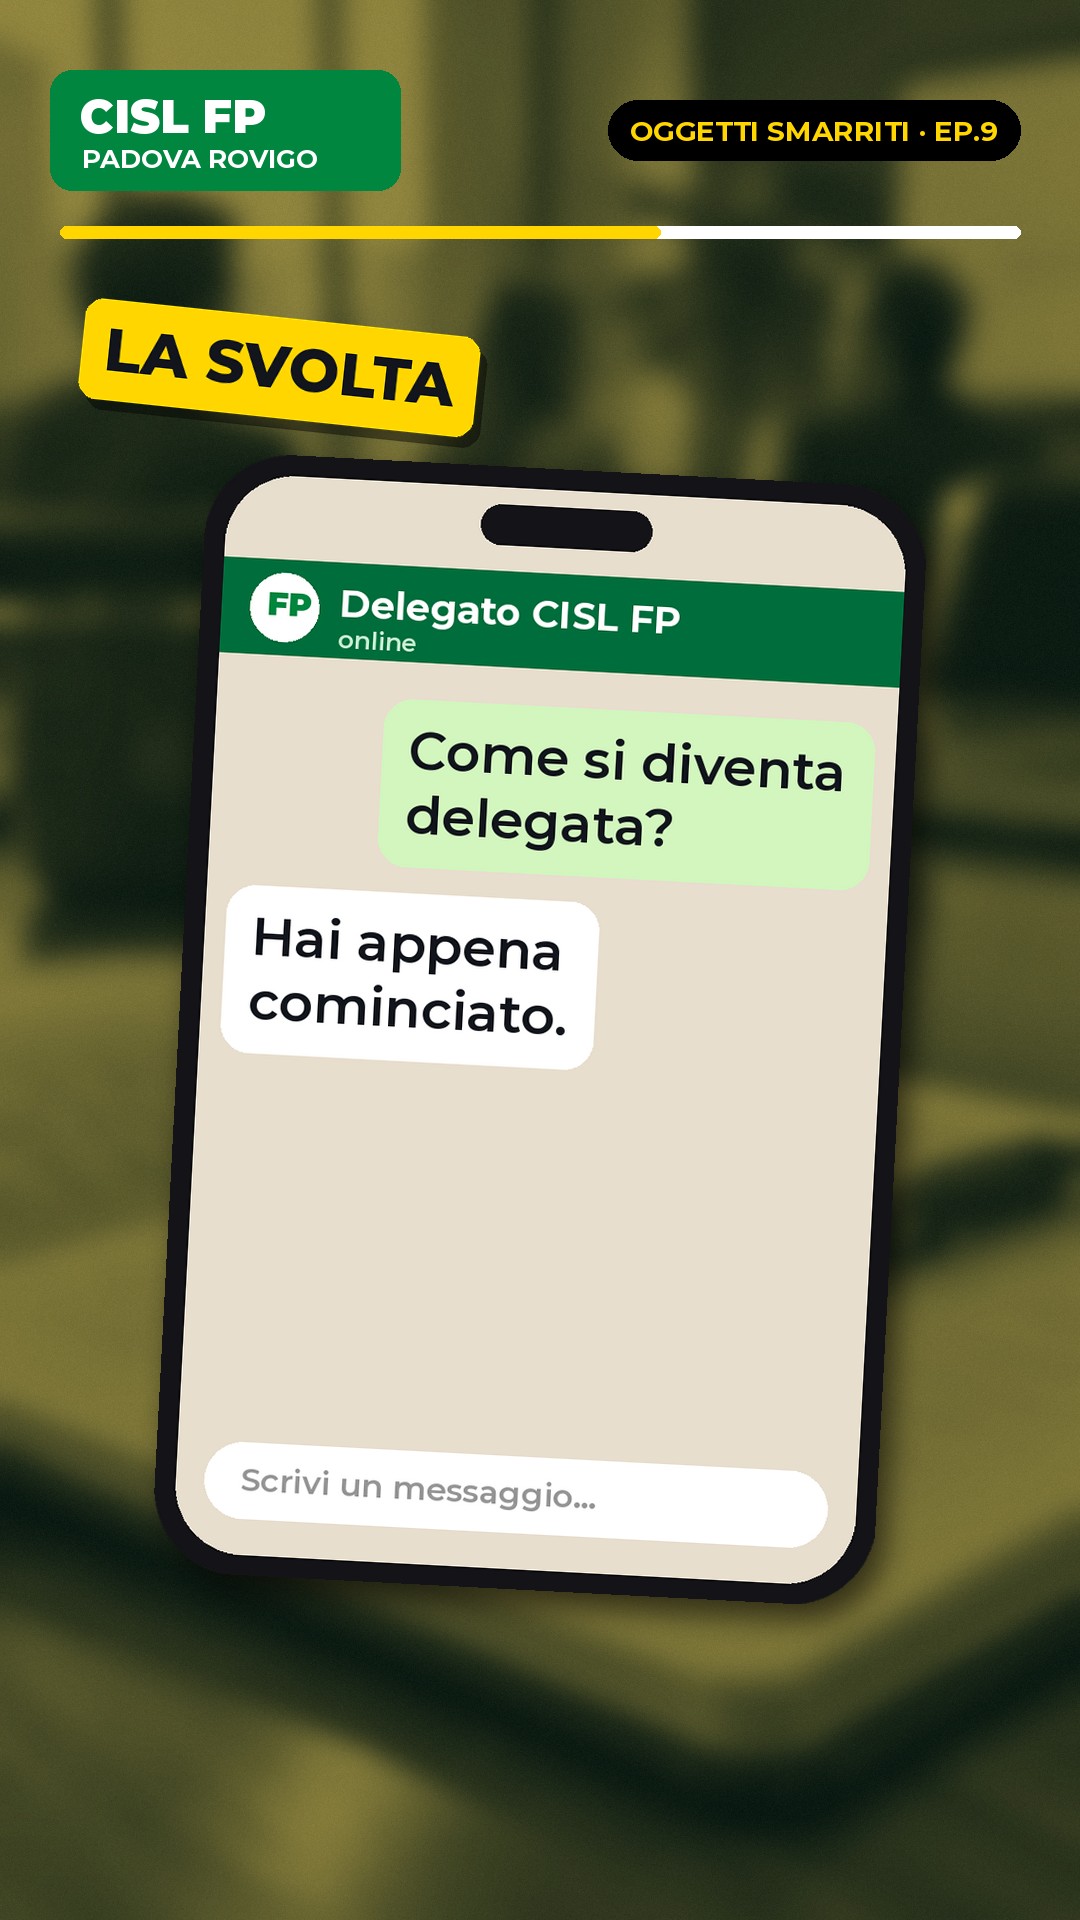 CISL FP
PADOVA ROVIGO
OGGETTI SMARRITI · EP.9
LA SVOLTA
FP
Delegato CISL FP
online
Come si diventa
delegata?
Hai appena
cominciato.
Scrivi un messaggio...